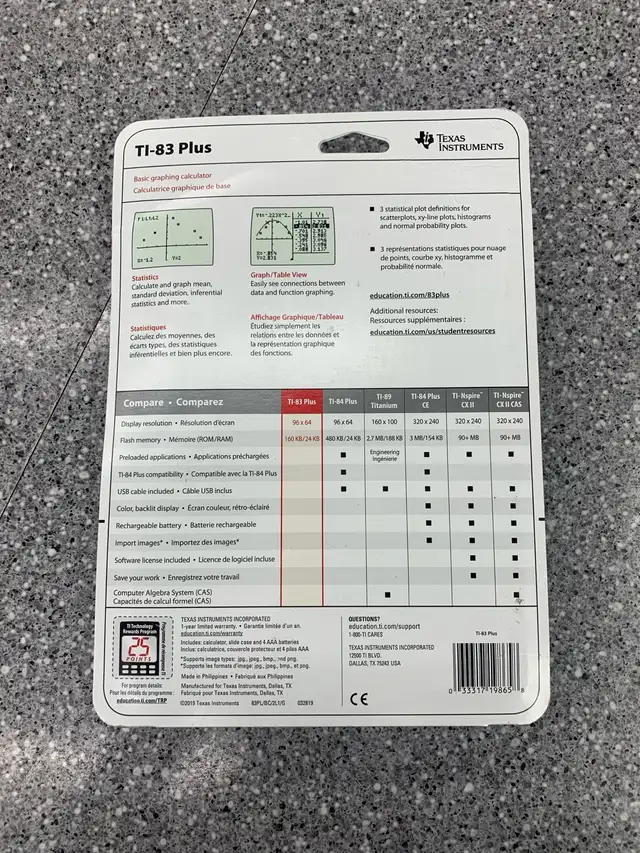 TI-83 Plus
TEXAS
INSTRUMENTS
Basic graphing calculator
Calculatrice graphique de base
Statistics
Calculate and graph mean,
standard deviation, inferential
statistics and more.
Statistiques
Calculez des moyennes, des
écarts types, des statistiques
inférentielles et bien plus encore.
X Y1
Graph/Table View
Easily see connections between
data and function graphing.
Affichage Graphique/Tableau
Étudiez simplement les
relations entre les données et
la représentation graphique
des fonctions.
▪ 3 statistical plot definitions for
scatterplots, xy-line plots, histograms
and normal probability plots.
▪ 3 représentations statistiques pour nuage
de points, courbe xy, histogramme et
probabilité normale.
education.ti.com/83plus
Additional resources:
Ressources supplémentaires :
education.ti.com/us/studentresources
Compare • Comparez TI-83 Plus TI-84 Plus TI-89 Titanium TI-84 Plus CE TI-Nspire™ CX II TI-Nspire™ CX II CAS
Display resolution • Résolution d'écran 96 x 64 96 x 64 160 x 100 320 x 240 320 x 240 320 x 240
Flash memory • Mémoire (ROM/RAM) 160 KB/24 KB 480 KB/24 KB 2.7 MB/188 KB 3 MB/154 KB 90+ MB 90+ MB
Preloaded applications • Applications préchargées ■ Engineering Ingénierie ■ ■ ■
TI-84 Plus compatibility • Compatible avec la TI-84 Plus ■ ■
USB cable included • Câble USB inclus ■ ■ ■ ■ ■
Color, backlit display • Écran couleur, rétro-éclairé ■ ■ ■
Rechargeable battery • Batterie rechargeable ■ ■ ■
Import images* • Importez des images* ■ ■ ■
Software license included • Licence de logiciel incluse ■ ■
Save your work • Enregistrez votre travail ■ ■
Computer Algebra System (CAS)
Capacités de calcul formel (CAS) ■ ■
TI Technology
Rewards Program
25
POINTS
For program details:
Pour les détails du programme:
education.ti.com/TRP
TEXAS INSTRUMENTS INCORPORATED
1-year limited warranty. • Garantie limitée d'un an.
education.ti.com/warranty
Includes: calculator, slide case and 4 AAA batteries
Inclus: calculatrice, couvercle protecteur et 4 piles AAA
*Supports image types: jpg, jpeg, bmp, and png.
*Supporte les formats d'image: jpg, jpeg, bmp, et png.
Made in Philippines • Fabriqué aux Philippines
Manufactured for Texas Instruments, Dallas, TX
Fabriqué pour Texas Instruments, Dallas, TX
©2019 Texas Instruments 83PL/BC/2L1/G 032819
QUESTIONS?
education.ti.com/support
1-800-TI CARES
TEXAS INSTRUMENTS INCORPORATED
12500 TI BLVD.
DALLAS, TX 75243 USA
CE
TI-83 Plus
0 33317 19865 8